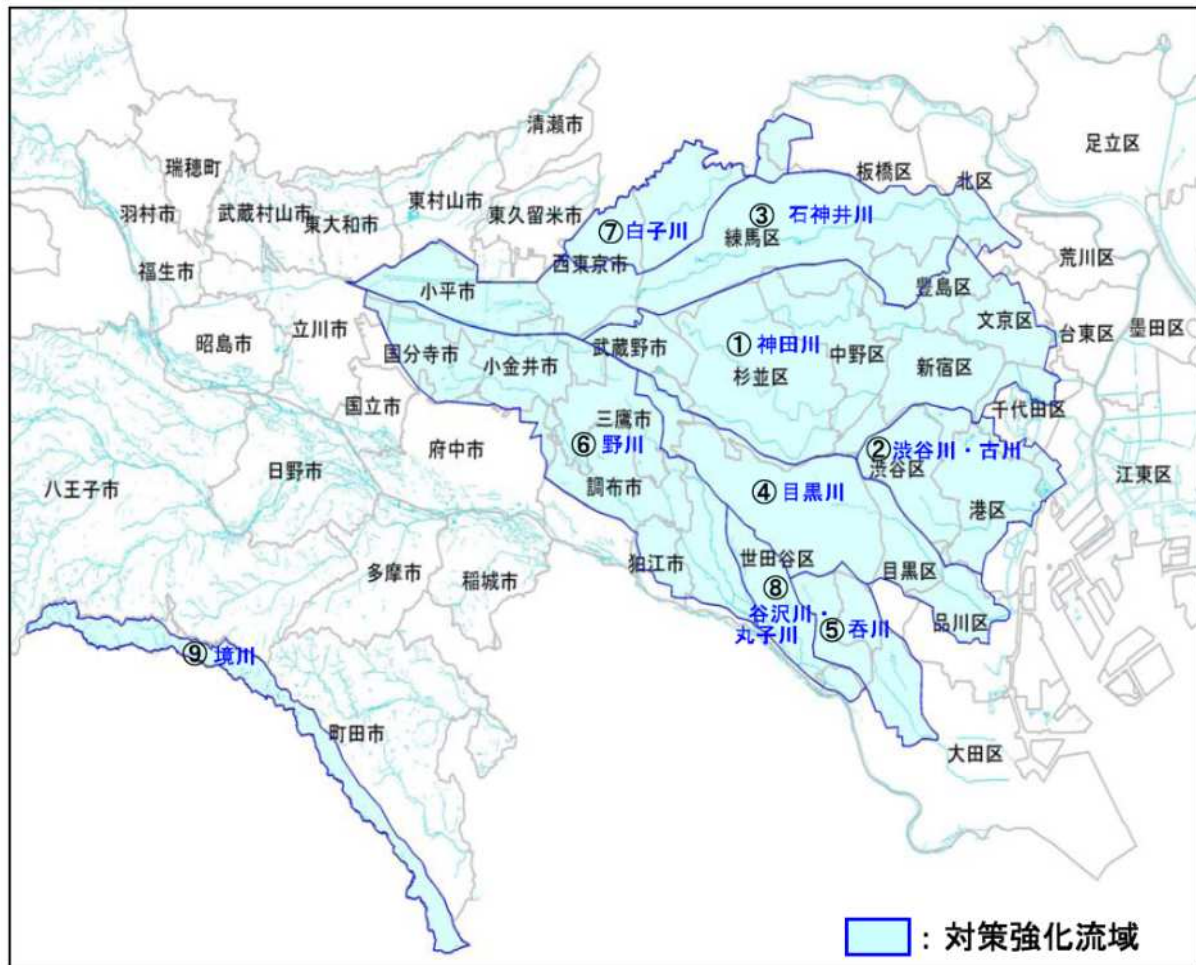 清瀬市
瑞穂町
足立区
板橋区
北区
羽村市
武蔵村山市
東大和市
東村山市
東久留米市
⑦白子川
③ 石神井川
練馬区
西東京市
荒川区
福生市
小平市
豊島区
文京区
台東区
墨田区
昭島市
立川市
国分寺市
小金井市
武蔵野市
① 神田川
中野区
杉並区
新宿区
千代田区
国立市
府中市
三鷹市
⑥ 野川
②渋谷川・古川
渋谷区
江東区
八王子市
日野市
調布市
④ 目黒川
港区
狛江市
世田谷区
目黒区
多摩市
稲城市
⑧
谷沢川・
丸子川
⑤呑川
品川区
⑨ 境川
町田市
大田区
：対策強化流域